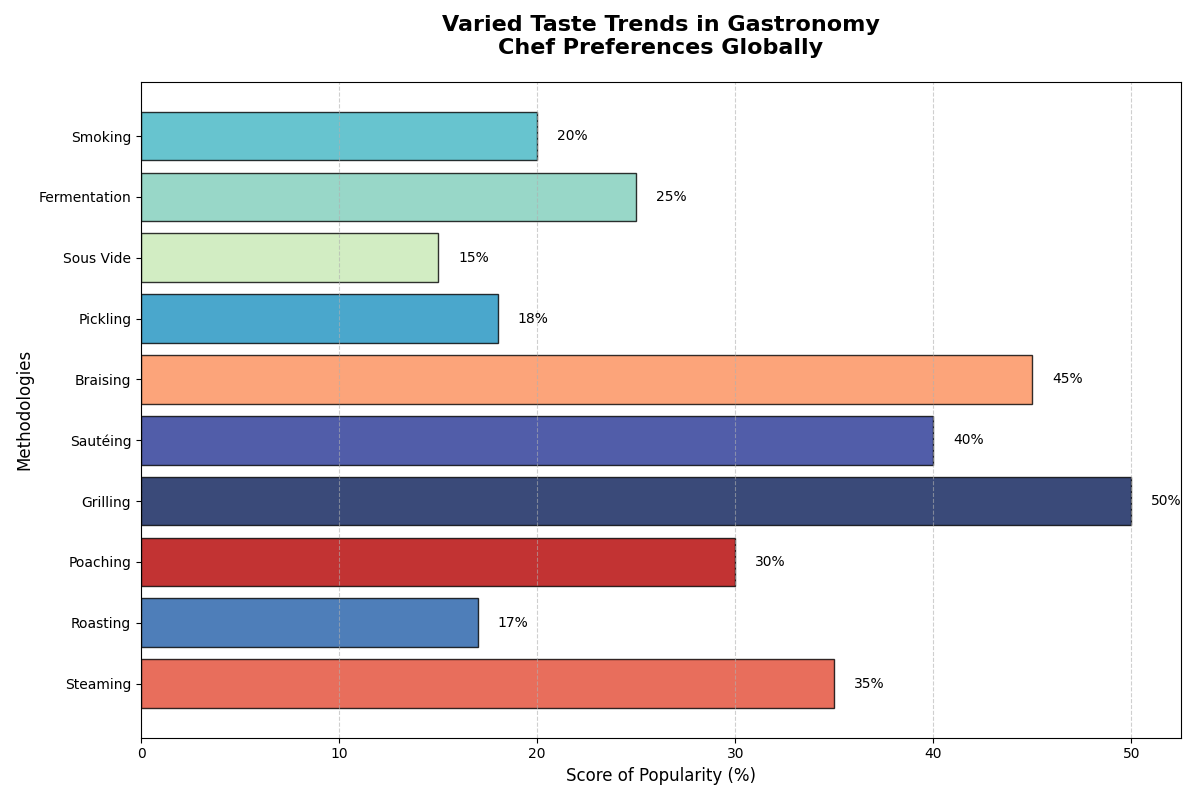 Varied Taste Trends in Gastronomy
Chef Preferences Globally
Methodologies
Smoking 20%
Fermentation 25%
Sous Vide 15%
Pickling 18%
Braising 45%
Sautéing 40%
Grilling 50%
Poaching 30%
Roasting 17%
Steaming 35%
0 10 20 30 40 50
Score of Popularity (%)